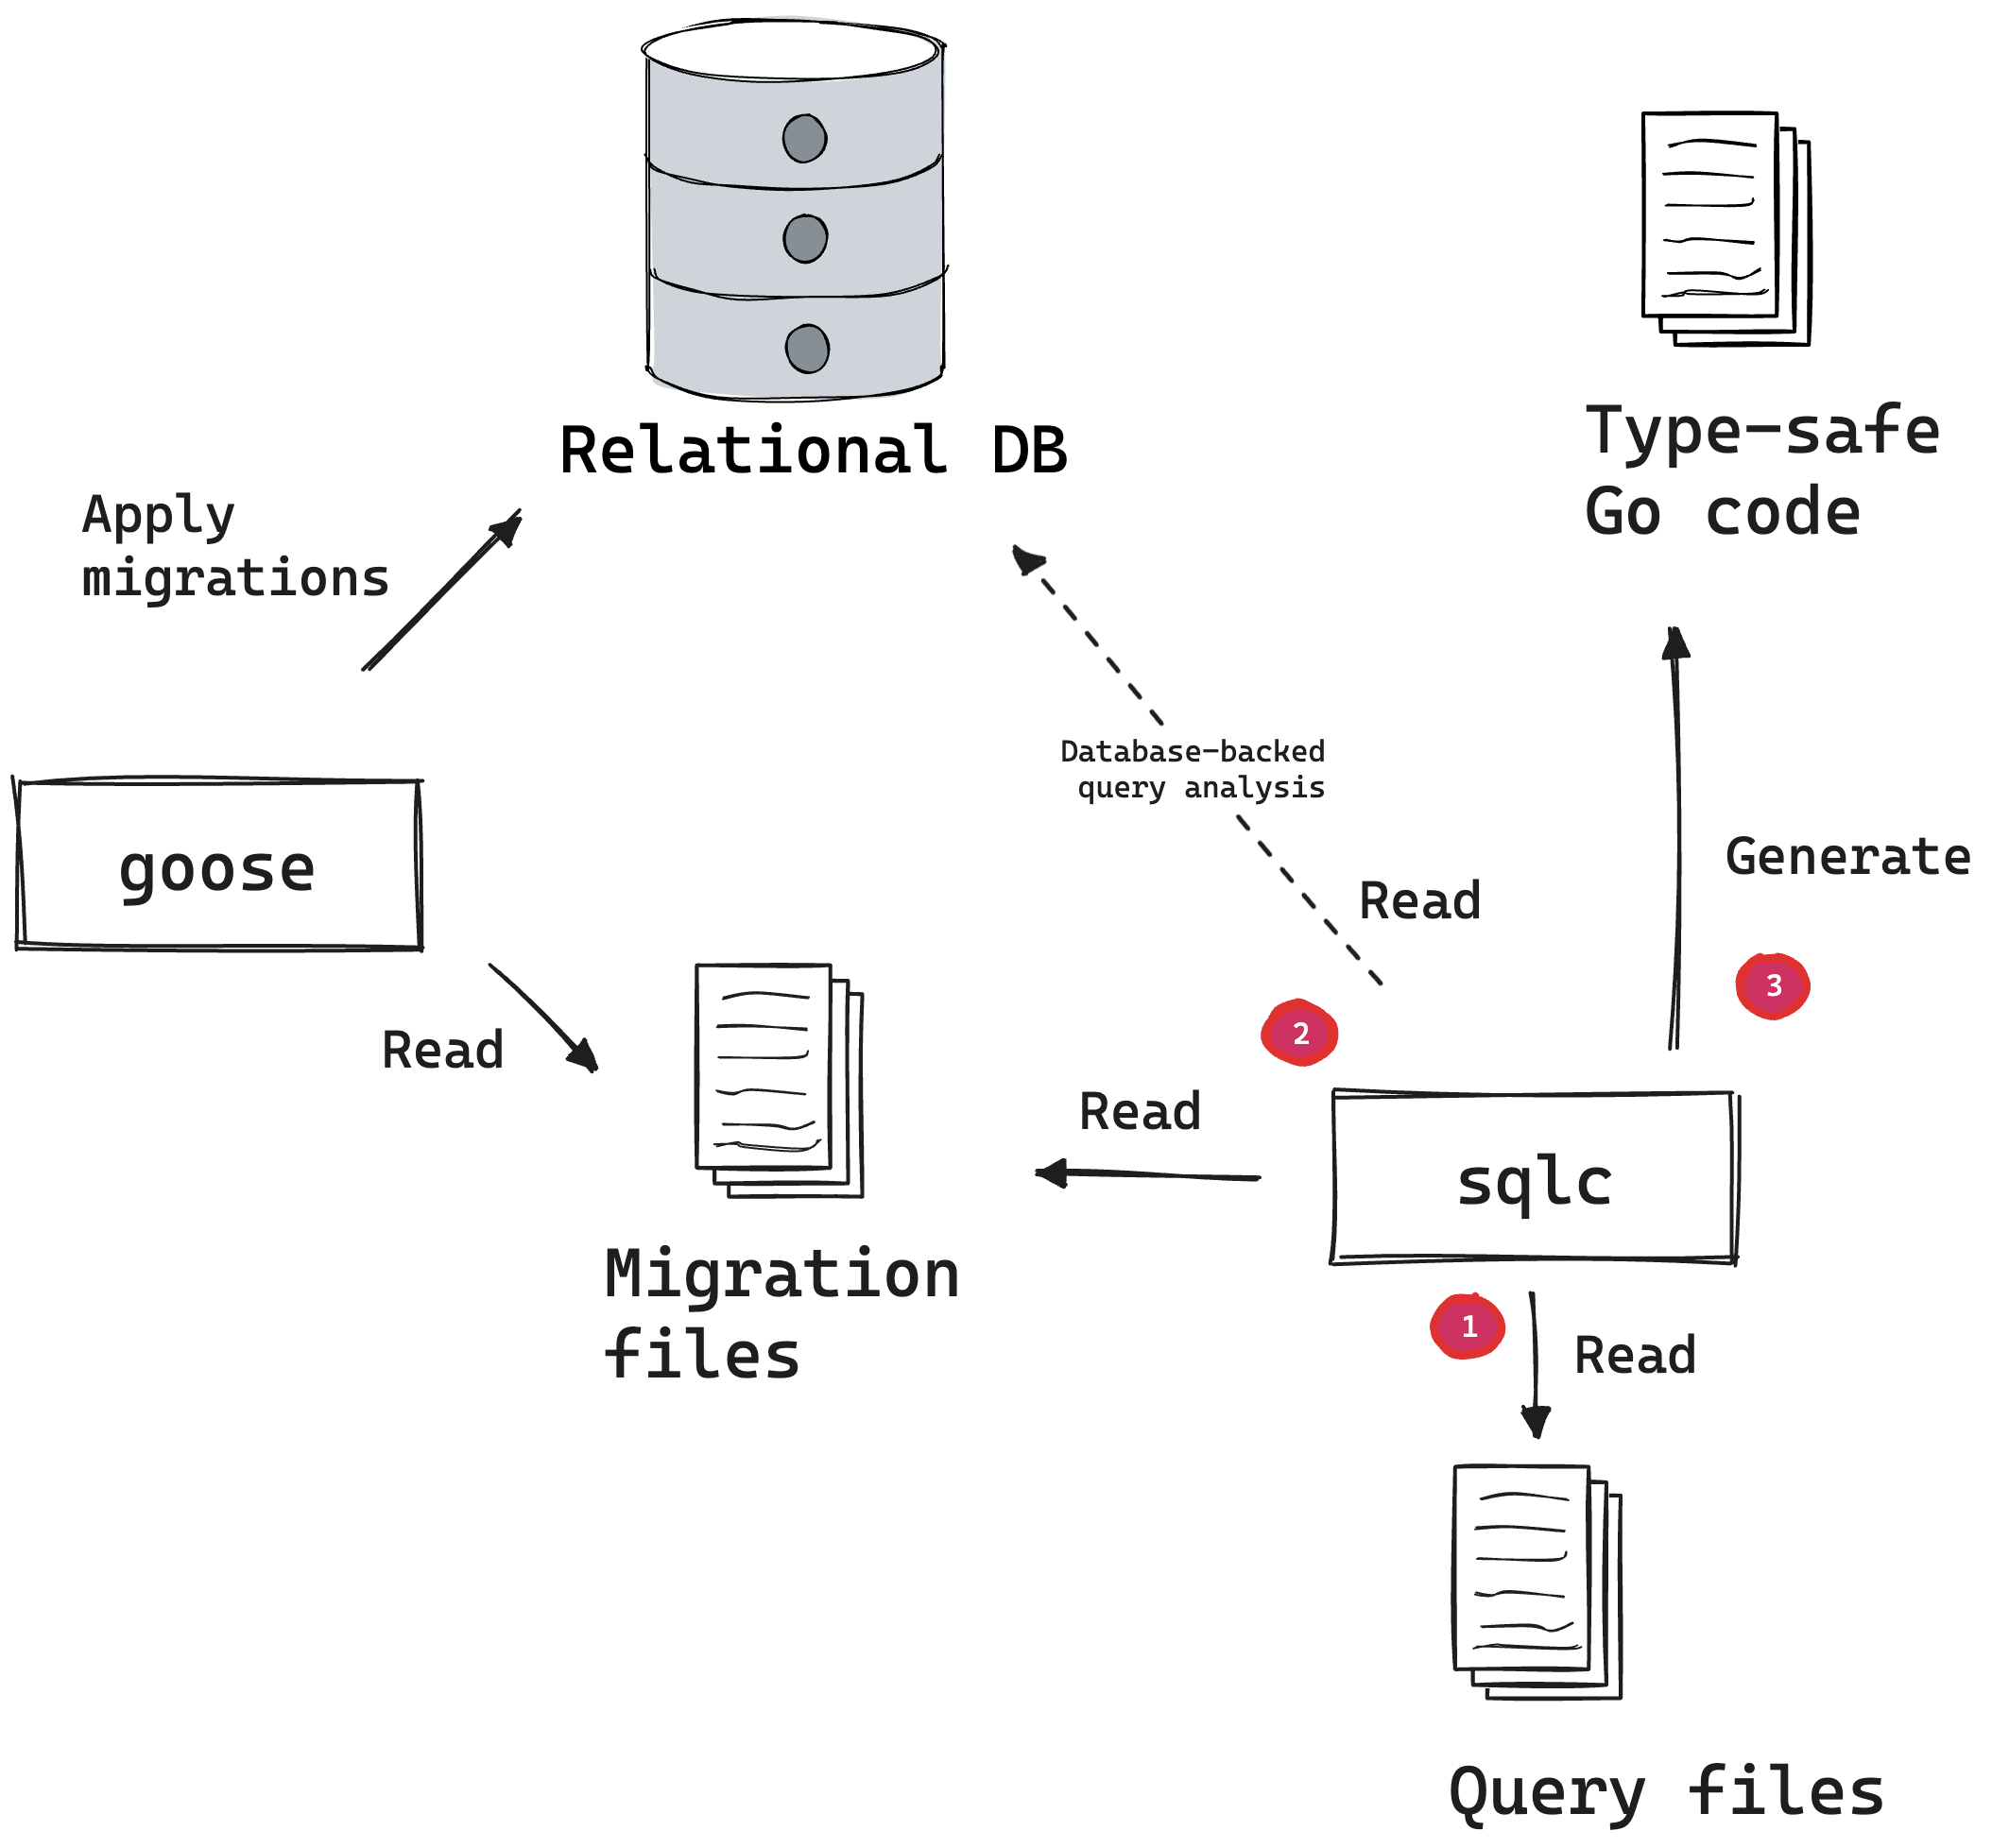 Relational DB
Type-safe
Go code
Apply
migrations
Database-backed
query analysis
goose
Generate
Read
3
2
Read
Read
sqlc
Migration
files
1
Read
Query files